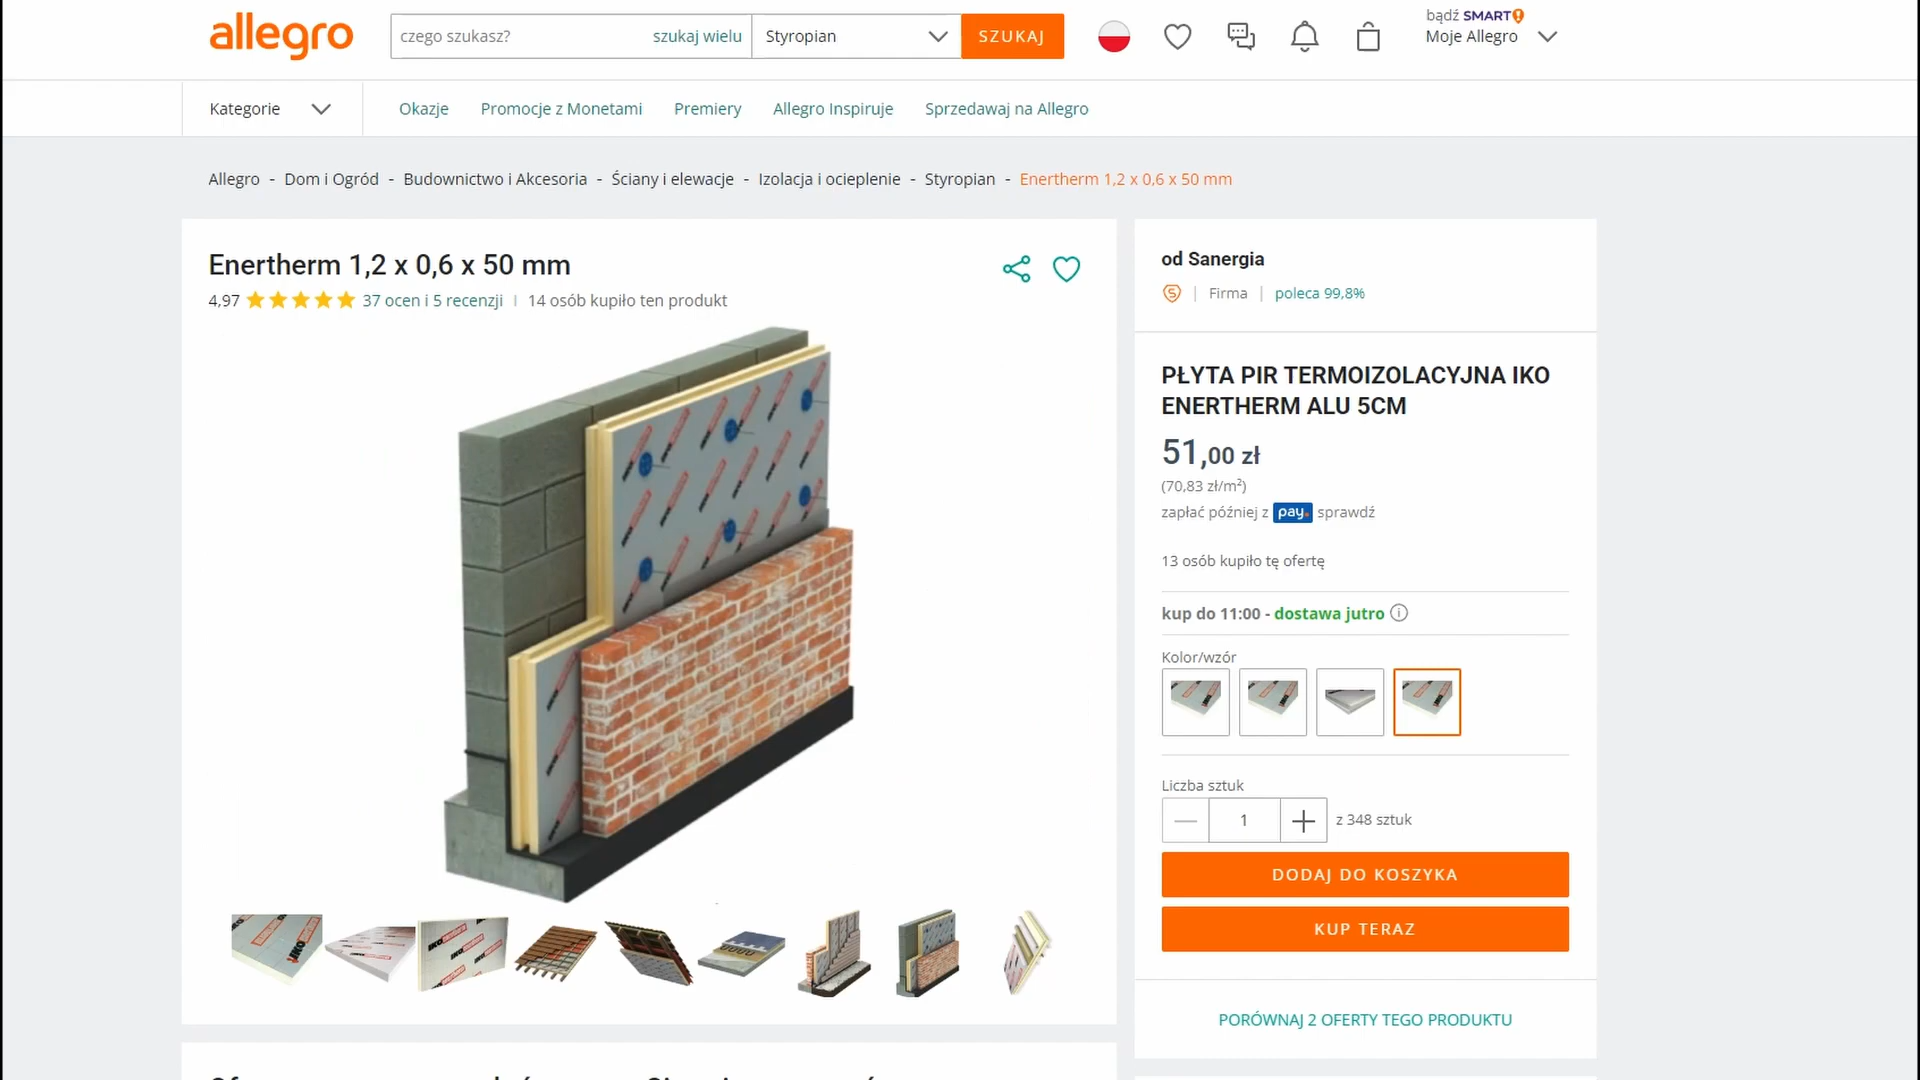 allegro
czego szukasz?
szukaj wielu
Styropian
SZUKAJ
bądź SMART!
Moje Allegro
Kategorie
Okazje
Promocje z Monetami
Premiery
Allegro Inspiruje
Sprzedawaj na Allegro
Allegro - Dom i Ogród - Budownictwo i Akcesoria - Ściany i elewacje - Izolacja i ocieplenie - Styropian - Enertherm 1,2 x 0,6 x 50 mm
Enertherm 1,2 x 0,6 x 50 mm
4,97
37 ocen i 5 recenzji | 14 osób kupiło ten produkt
od Sanergia
Firma | poleca 99,8%
PŁYTA PIR TERMOIZOLACYJNA IKO
ENERTHERM ALU 5CM
51,00 zł
(70,83 zł/m²)
zapłać później z pay. sprawdź
13 osób kupiło tę ofertę
kup do 11:00 - dostawa jutro
Kolor/wzór
Liczba sztuk
1
z 348 sztuk
DODAJ DO KOSZYKA
KUP TERAZ
PORÓWNAJ 2 OFERTY TEGO PRODUKTU